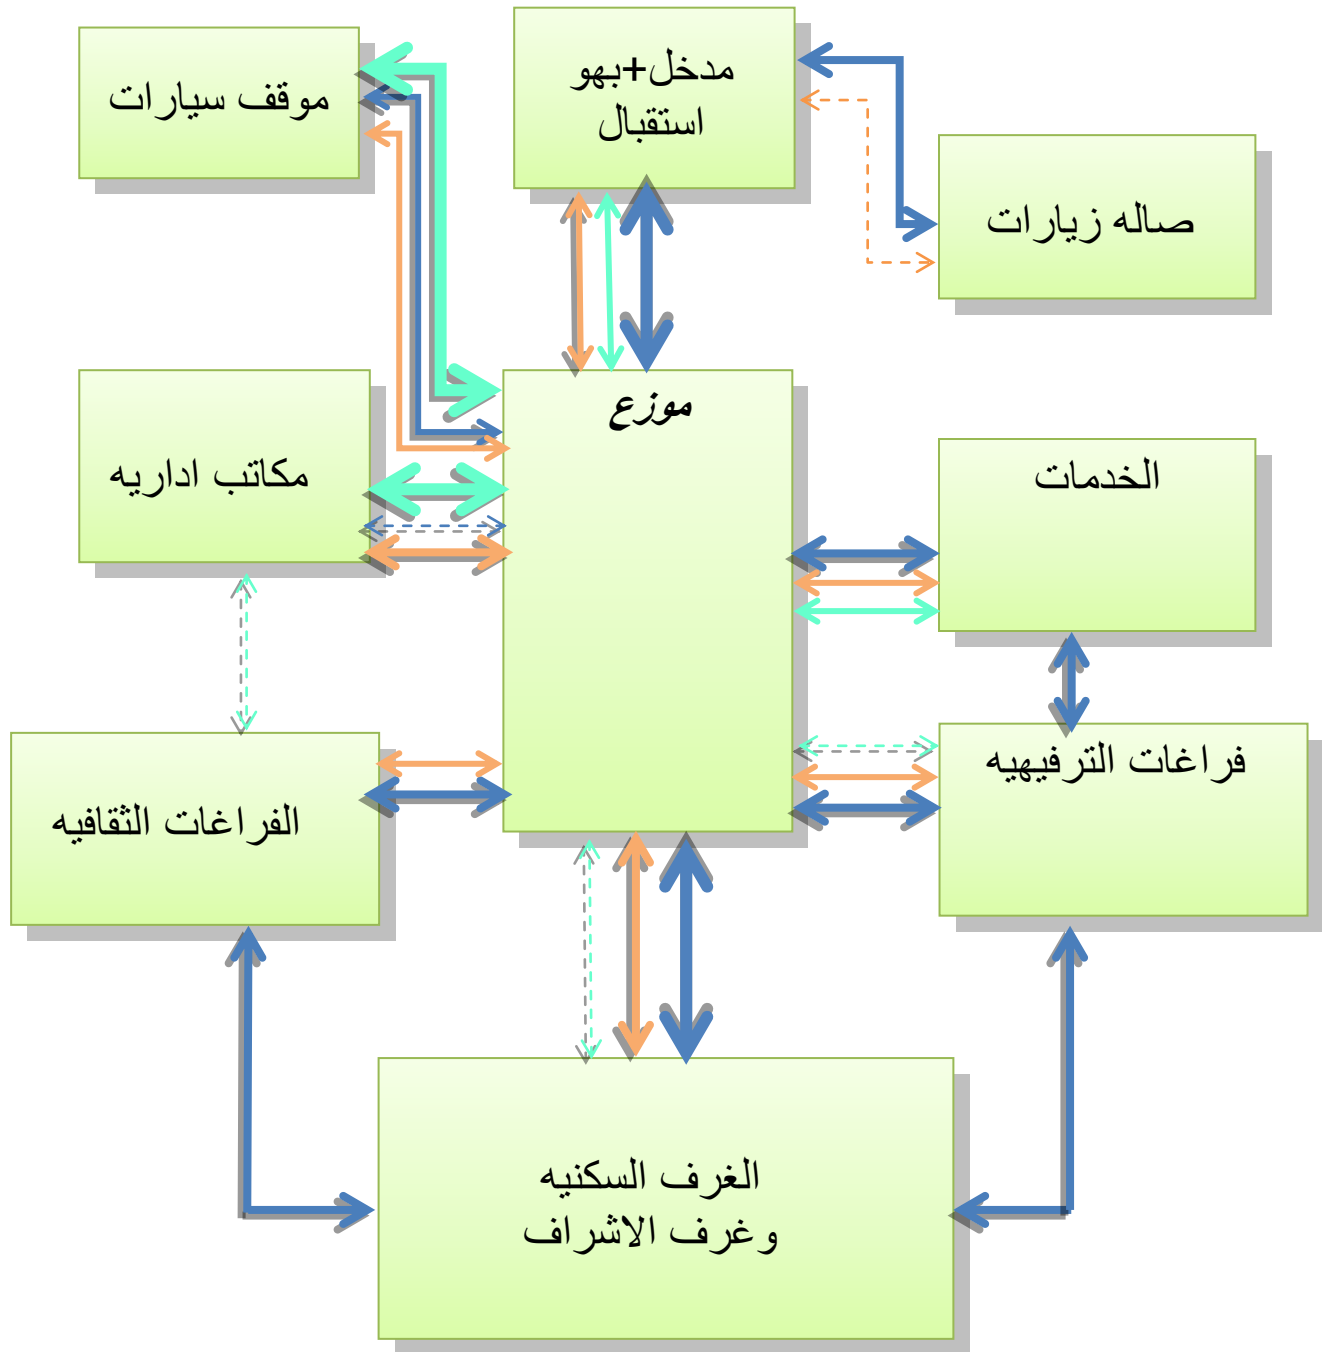 موقف سيارات
مدخل+بهو
استقبال
صاله زيارات
موزع
مكاتب اداريه
الخدمات
الفراغات الثقافيه
فراغات الترفيهيه
الغرف السكنيه
وغرف الاشراف